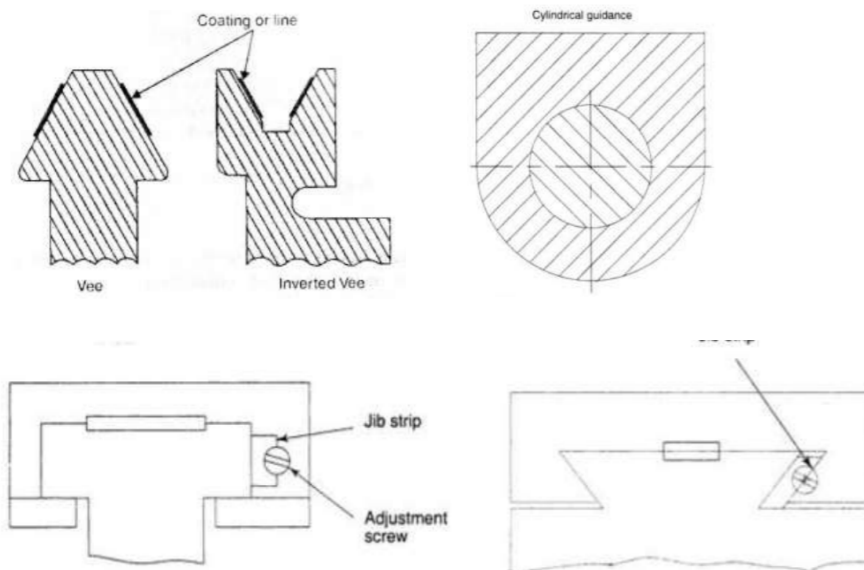 Coating or line
Cylindrical guidance
Vee
Inverted Vee
Jib strip
Adjustment
screw